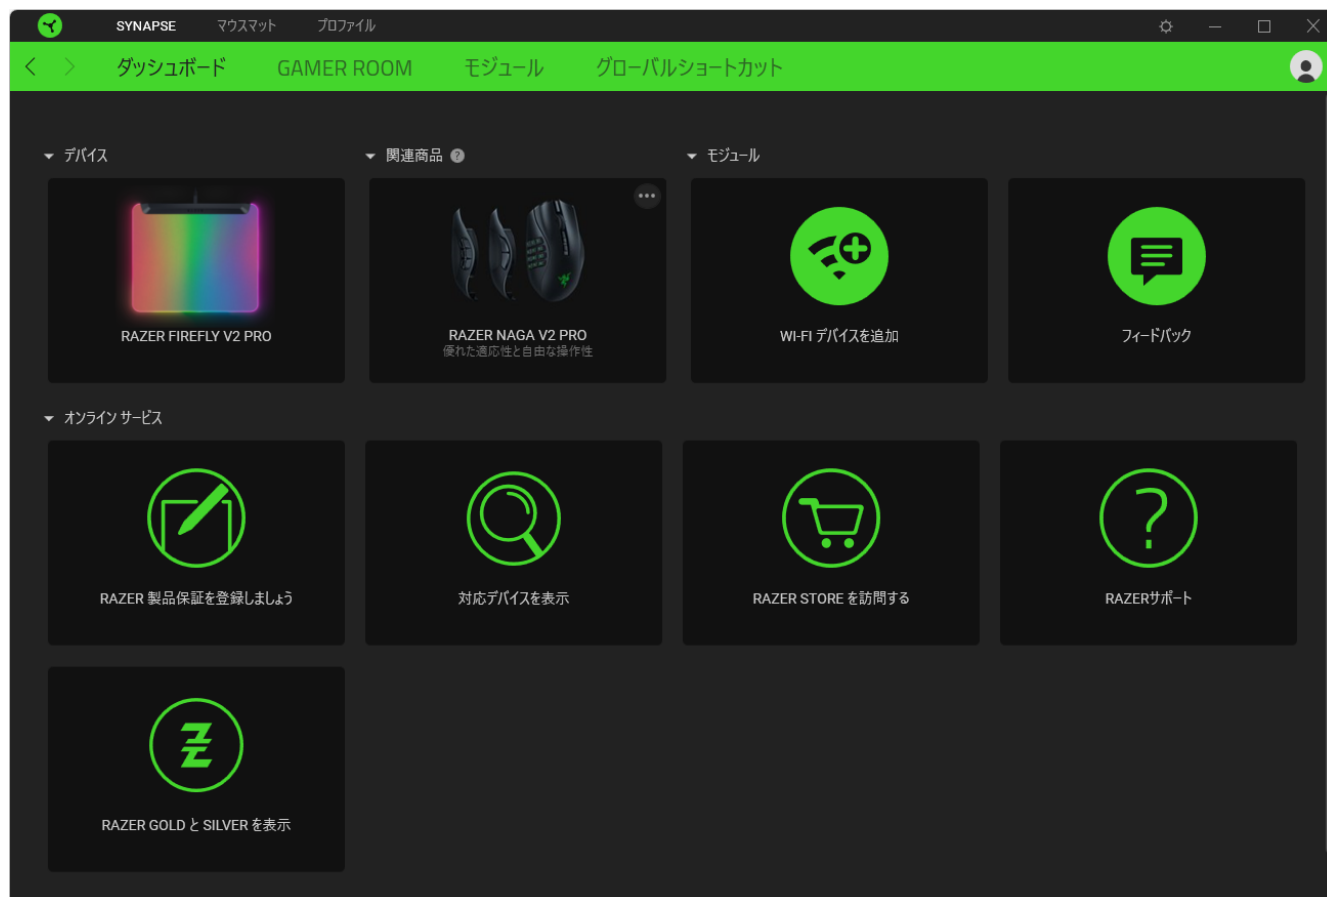 SYNAPSE マウスマット プロファイル
ダッシュボード GAMER ROOM モジュール グローバルショートカット
デバイス 関連商品 ? モジュール
RAZER FIREFLY V2 PRO
RAZER NAGA V2 PRO
優れた適応性と自由な操作性
WI-FI デバイスを追加
フィードバック
オンライン サービス
RAZER 製品保証を登録しましょう
対応デバイスを表示
RAZER STORE を訪問する
RAZERサポート
RAZER GOLD と SILVER を表示